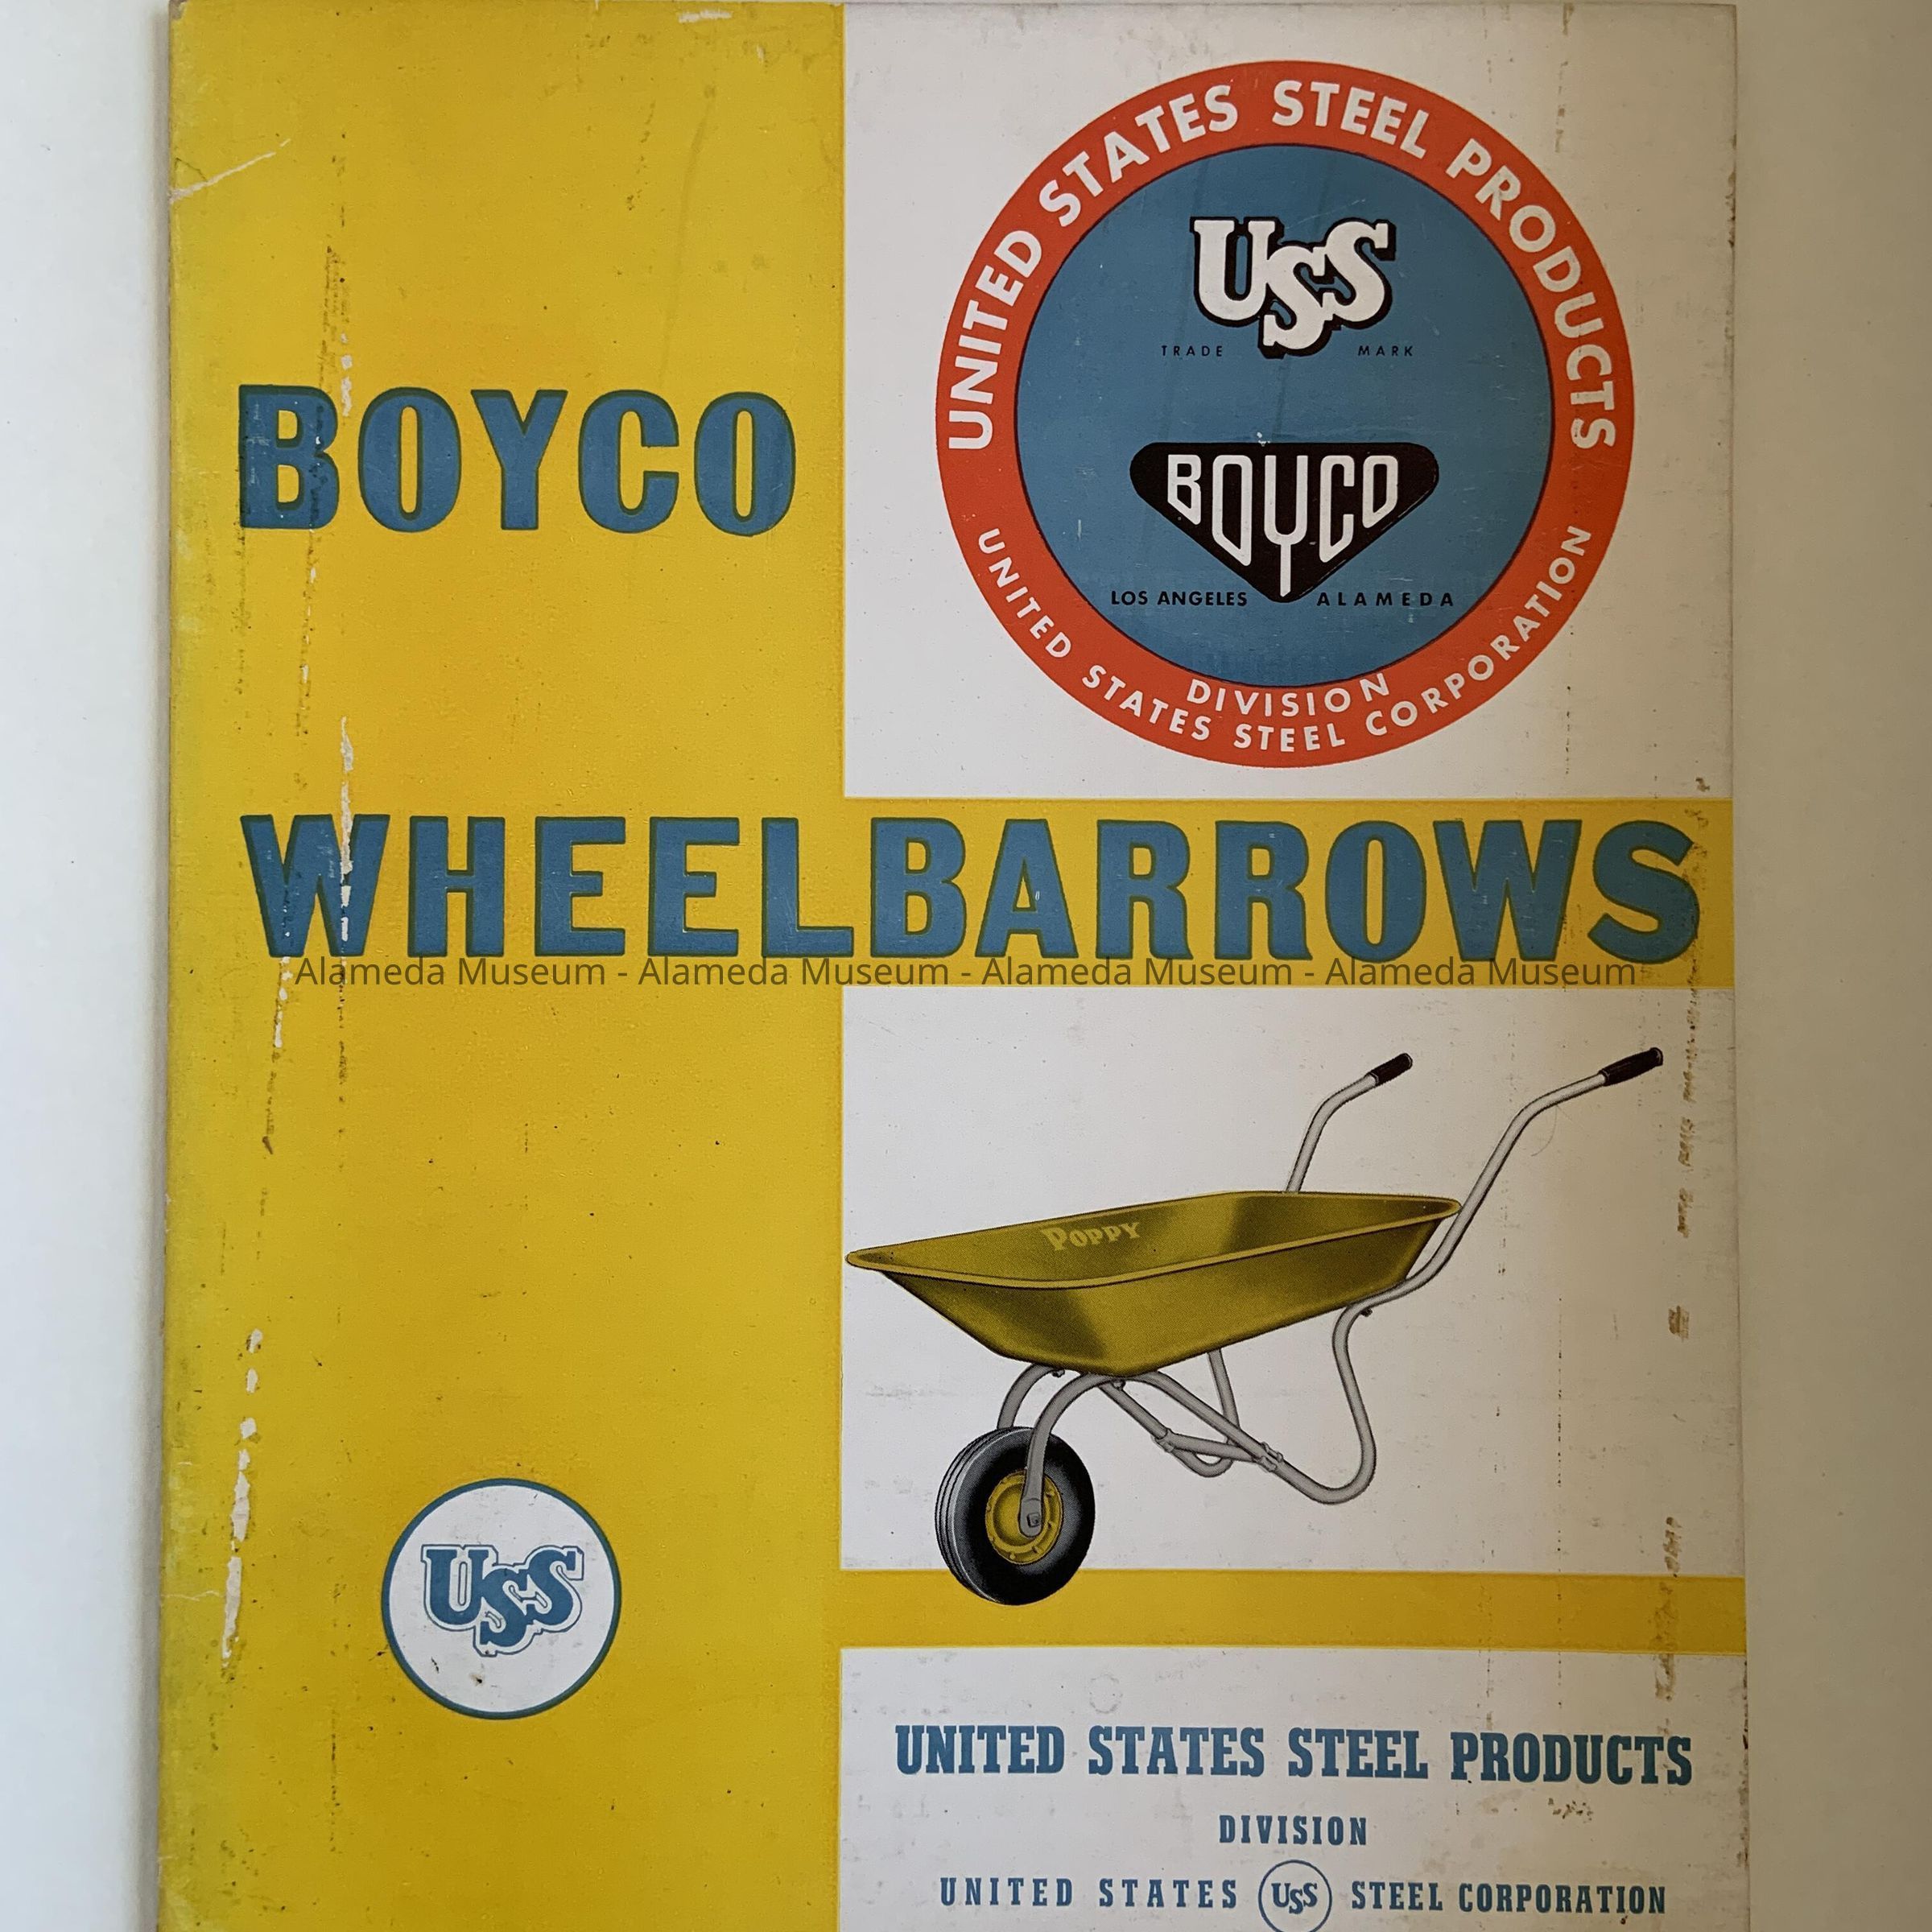 BOYCO
WHEELBARROWS
UNITED STATES STEEL PRODUCTS
USS
TRADE MARK
BOYCO
LOS ANGELES ALAMEDA
DIVISION
UNITED STATES STEEL CORPORATION
Alameda Museum - Alameda Museum - Alameda Museum - Alameda Museum
POPPY
USS
UNITED STATES STEEL PRODUCTS
DIVISION
UNITED STATES USS STEEL CORPORATION